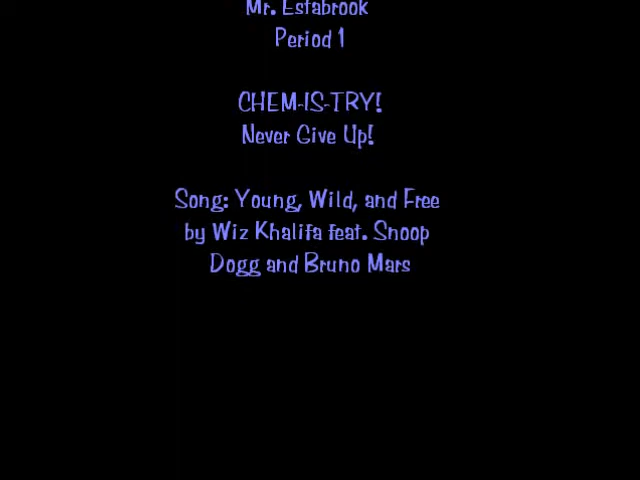 Mr. Estabrook
Period 1
CHEM-IS-TRY!
Never Give Up!
Song: Young, Wild, and Free
by Wiz Khalifa feat. Snoop
Dogg and Bruno Mars